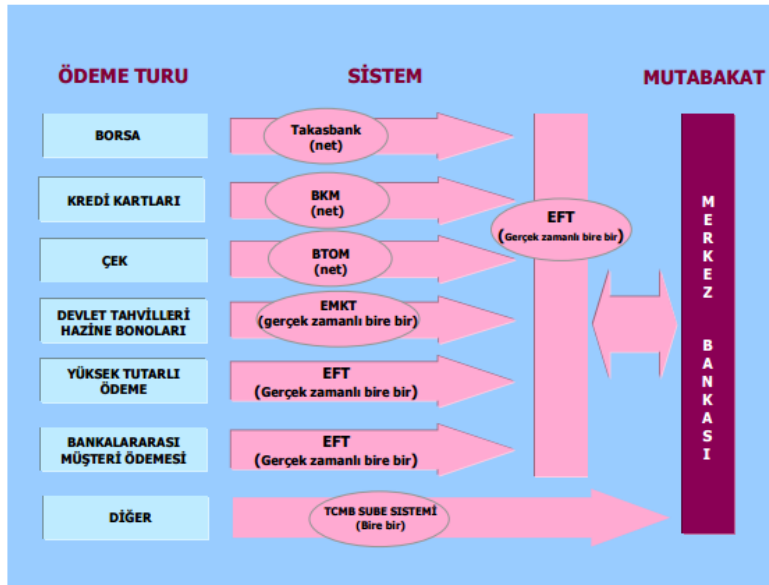 ÖDEME TURU
SİSTEM
MUTABAKAT
BORSA
Takasbank
(net)
KREDİ KARTLARI
BKM
(net)
ÇEK
BTOM
(net)
DEVLET TAHVİLLERİ
HAZİNE BONOLARI
EMKT
(gerçek zamanlı bire bir)
YÜKSEK TUTARLI
ÖDEME
EFT
(Gerçek zamanlı bire bir)
BANKALARARASI
MÜŞTERİ ÖDEMESİ
EFT
(Gerçek zamanlı bire bir)
DİĞER
TCMB SUBE SİSTEMİ
(Bire bir)
EFT
(Gerçek zamanlı bire bir)
MERKEZ BANKASI